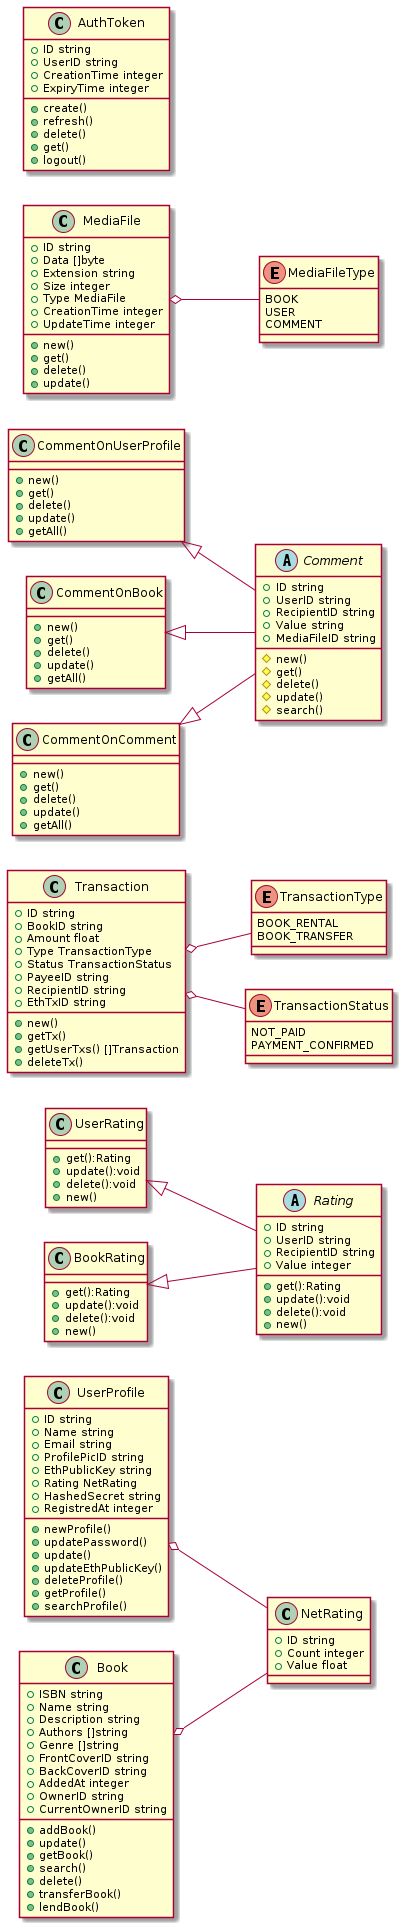 C AuthToken
ID string
UserID string
CreationTime integer
ExpiryTime integer
create()
refresh()
delete()
get()
logout()
C MediaFile
ID string
Data []byte
Extension string
Size integer
Type MediaFile
CreationTime integer
UpdateTime integer
new()
get()
delete()
update()
E MediaFileType
BOOK
USER
COMMENT
C CommentOnUserProfile
new()
get()
delete()
update()
getAll()
C CommentOnBook
new()
get()
delete()
update()
getAll()
C CommentOnComment
new()
get()
delete()
update()
getAll()
A Comment
ID string
UserID string
RecipientID string
Value string
MediaFileID string
new()
get()
delete()
update()
search()
C Transaction
ID string
BookID string
Amount float
Type TransactionType
Status TransactionStatus
PayeeID string
RecipientID string
EthTxID string
new()
getTx()
getUserTxs() []Transaction
deleteTx()
E TransactionType
BOOK_RENTAL
BOOK_TRANSFER
E TransactionStatus
NOT_PAID
PAYMENT_CONFIRMED
C UserRating
get():Rating
update():void
delete():void
new()
C BookRating
get():Rating
update():void
delete():void
new()
A Rating
ID string
UserID string
RecipientID string
Value integer
get():Rating
update():void
delete():void
new()
C UserProfile
ID string
Name string
Email string
ProfilePicID string
EthPublicKey string
Rating NetRating
HashedSecret string
RegistredAt integer
newProfile()
updatePassword()
update()
updateEthPublicKey()
deleteProfile()
getProfile()
searchProfile()
C NetRating
ID string
Count integer
Value float
C Book
ISBN string
Name string
Description string
Authors []string
Genre []string
FrontCoverID string
BackCoverID string
AddedAt integer
OwnerID string
CurrentOwnerID string
addBook()
update()
getBook()
search()
delete()
transferBook()
lendBook()